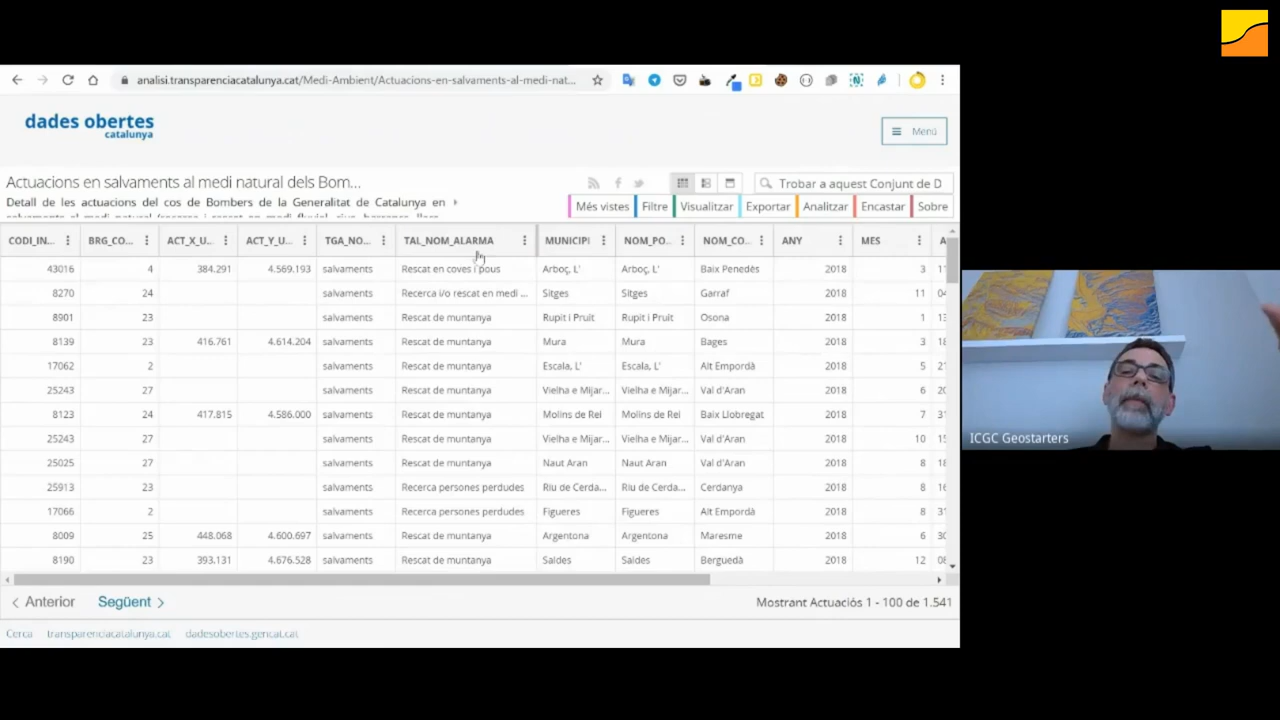 analisi.transparenciacatalunya.cat/Medi-Ambient/Actuacions-en-salvaments-al-medi-nat...
dades obertes
catalunya
Menú
Actuacions en salvaments al medi natural dels Bom...
Trobar a aquest Conjunt de D
Detall de les actuacions del cos de Bombers de la Generalitat de Catalunya en
Més vistes Filtre Visualitzar Exportar Analitzar Encastar Sobre
CODI_IN... BRG_CO... ACT_X_U... ACT_Y_U... TGA_NO... TAL_NOM_ALARMA MUNICIPI NOM_PO... NOM_CO... ANY MES A
43016 4 384.291 4.569.193 salvaments Rescat en coves i pous Arboç, L' Arboç, L' Baix Penedès 2018 3
8270 24 salvaments Recerca i/o rescat en medi ... Sitges Sitges Garraf 2018 11
8901 23 salvaments Rescat de muntanya Rupit i Pruit Rupit i Pruit Osona 2018 1
8139 23 416.761 4.614.204 salvaments Rescat de muntanya Mura Mura Bages 2018 3
17062 2 salvaments Rescat de muntanya Escala, L' Escala, L' Alt Empordà 2018 5
25243 27 salvaments Rescat de muntanya Vielha e Mijar... Vielha e Mijar... Val d'Aran 2018 6
8123 24 417.815 4.586.000 salvaments Rescat de muntanya Molins de Rei Molins de Rei Baix Llobregat 2018 7
25243 27 salvaments Rescat de muntanya Vielha e Mijar... Vielha e Mijar... Val d'Aran 2018 10
25025 27 salvaments Rescat de muntanya Naut Aran Naut Aran Val d'Aran 2018 8
25913 23 salvaments Recerca persones perdudes Riu de Cerda... Riu de Cerda... Cerdanya 2018 8
17066 2 salvaments Recerca persones perdudes Figueres Figueres Alt Empordà 2018 8
8009 25 448.068 4.600.697 salvaments Rescat de muntanya Argentona Argentona Maresme 2018 6
8190 23 393.131 4.676.528 salvaments Rescat de muntanya Saldes Saldes Berguedà 2018 12
Anterior Següent Mostrant Actuaciós 1 - 100 de 1.541
Cerca transparenciacatalunya.cat dadesobertes.gencat.cat
ICGC Geostarters